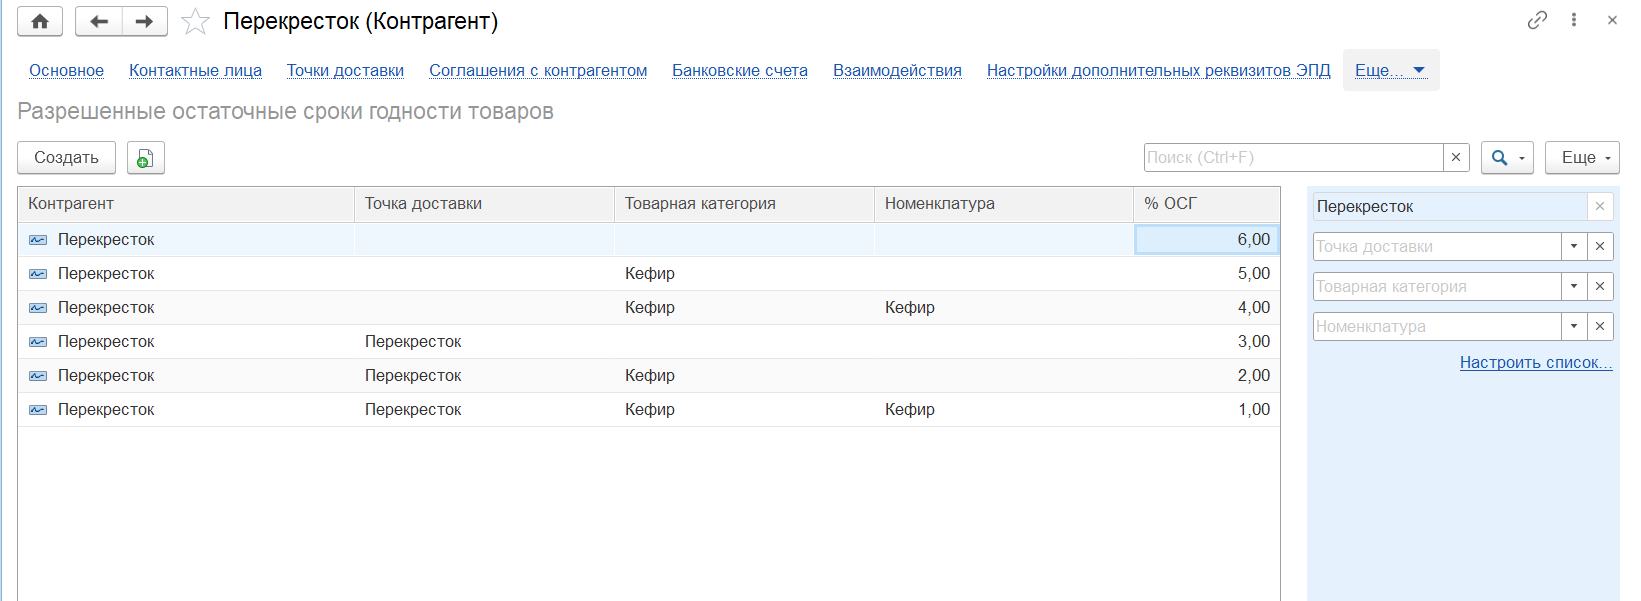 Перекресток (Контрагент)
Основное Контактные лица Точки доставки Соглашения с контрагентом Банковские счета Взаимодействия Настройки дополнительных реквизитов ЭПД Еще...
Разрешенные остаточные сроки годности товаров
Создать Поиск (Ctrl+F) × Еще
Контрагент Точка доставки Товарная категория Номенклатура % ОСГ
Перекресток 6,00
Перекресток Кефир 5,00
Перекресток Кефир Кефир 4,00
Перекресток Перекресток 3,00
Перекресток Перекресток Кефир 2,00
Перекресток Перекресток Кефир Кефир 1,00
Перекресток
Точка доставки
Товарная категория
Номенклатура
Настроить список...